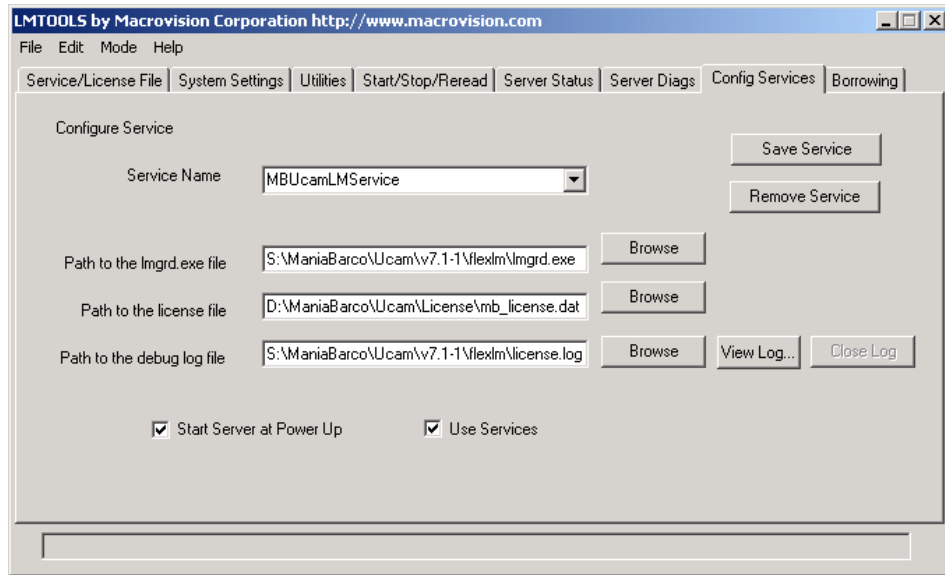 LMTOOLS by Macrovision Corporation http://www.macrovision.com
File Edit Mode Help
Service/License File System Settings Utilities Start/Stop/Reread Server Status Server Diags Config Services Borrowing
Configure Service
Save Service
Service Name MBUcamLMService
Remove Service
Path to the lmgrd.exe file S:\ManiaBarco\Ucam\v7.1-1\flexlm\lmgrd.exe Browse
Path to the license file D:\ManiaBarco\Ucam\License\mb_license.dat Browse
Path to the debug log file S:\ManiaBarco\Ucam\v7.1-1\flexlm\license.log Browse View Log... Close Log
Start Server at Power Up Use Services